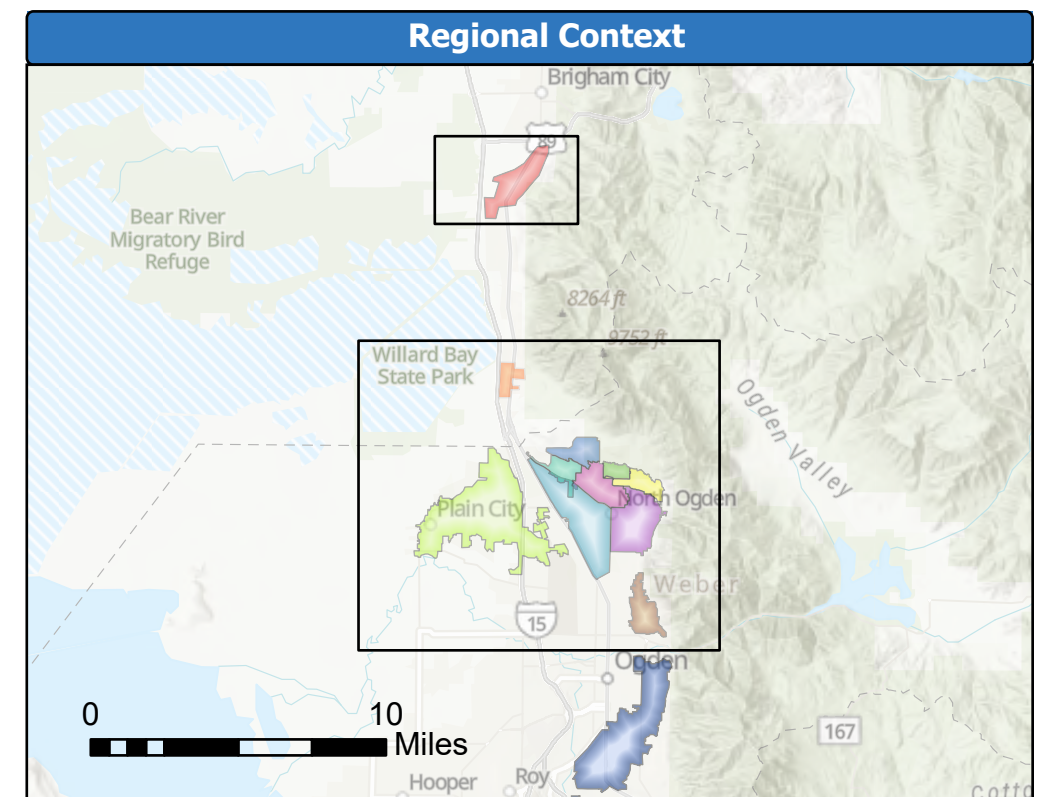 Regional Context
Brigham City
89
Bear River
Migratory Bird
Refuge
8264 ft
9752 ft
Willard Bay
State Park
Ogden Valley
North Ogden
Plain City
Weber
15
Ogden
0
10
Miles
167
Hooper
Roy
Cotto